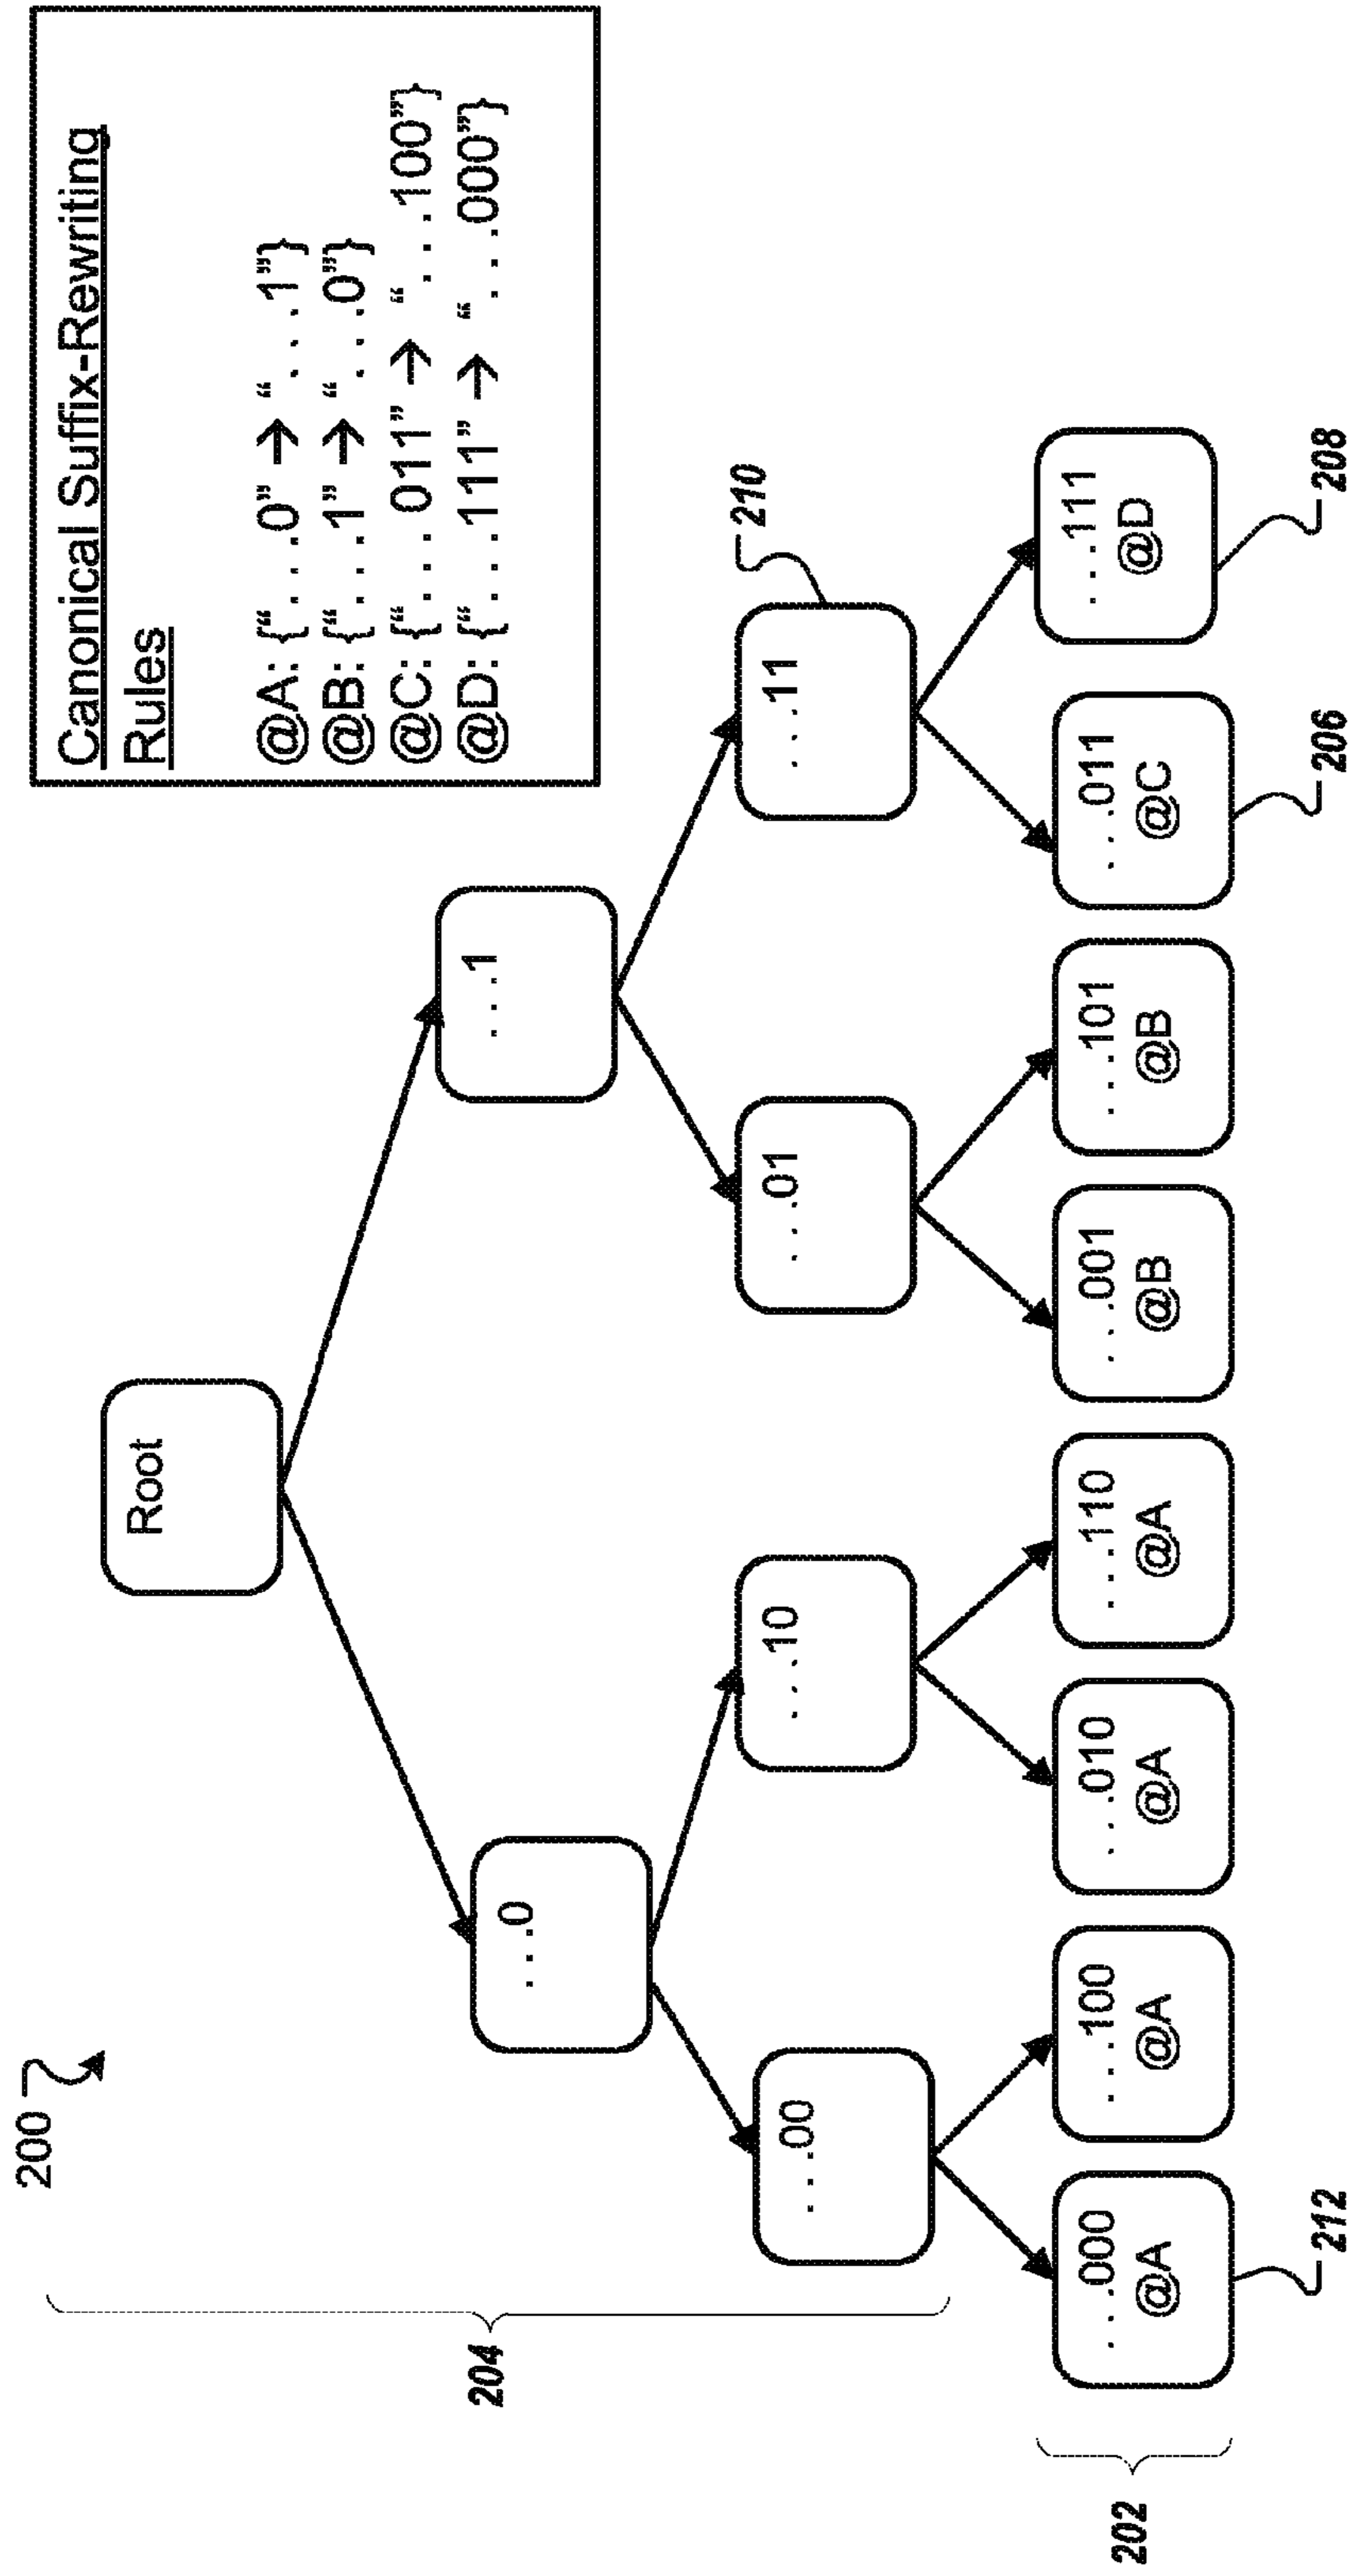 200
Canonical Suffix-Rewriting
Rules
@A: {“. . .0” → “. . .1”}
@B: {“. . .1” → “. . .0”}
@C: {“. . . 011” → “. . .100”}
@D: {“. . .111” → “. . .000”}
Root
204
. . .0
. . .1
. . .00
. . .10
. . .01
. . .11
210
202
. . .000
@A
. . .100
@A
. . .010
@A
. . .110
@A
. . .001
@B
. . .101
@B
. . .011
@C
. . .111
@D
212
206
208